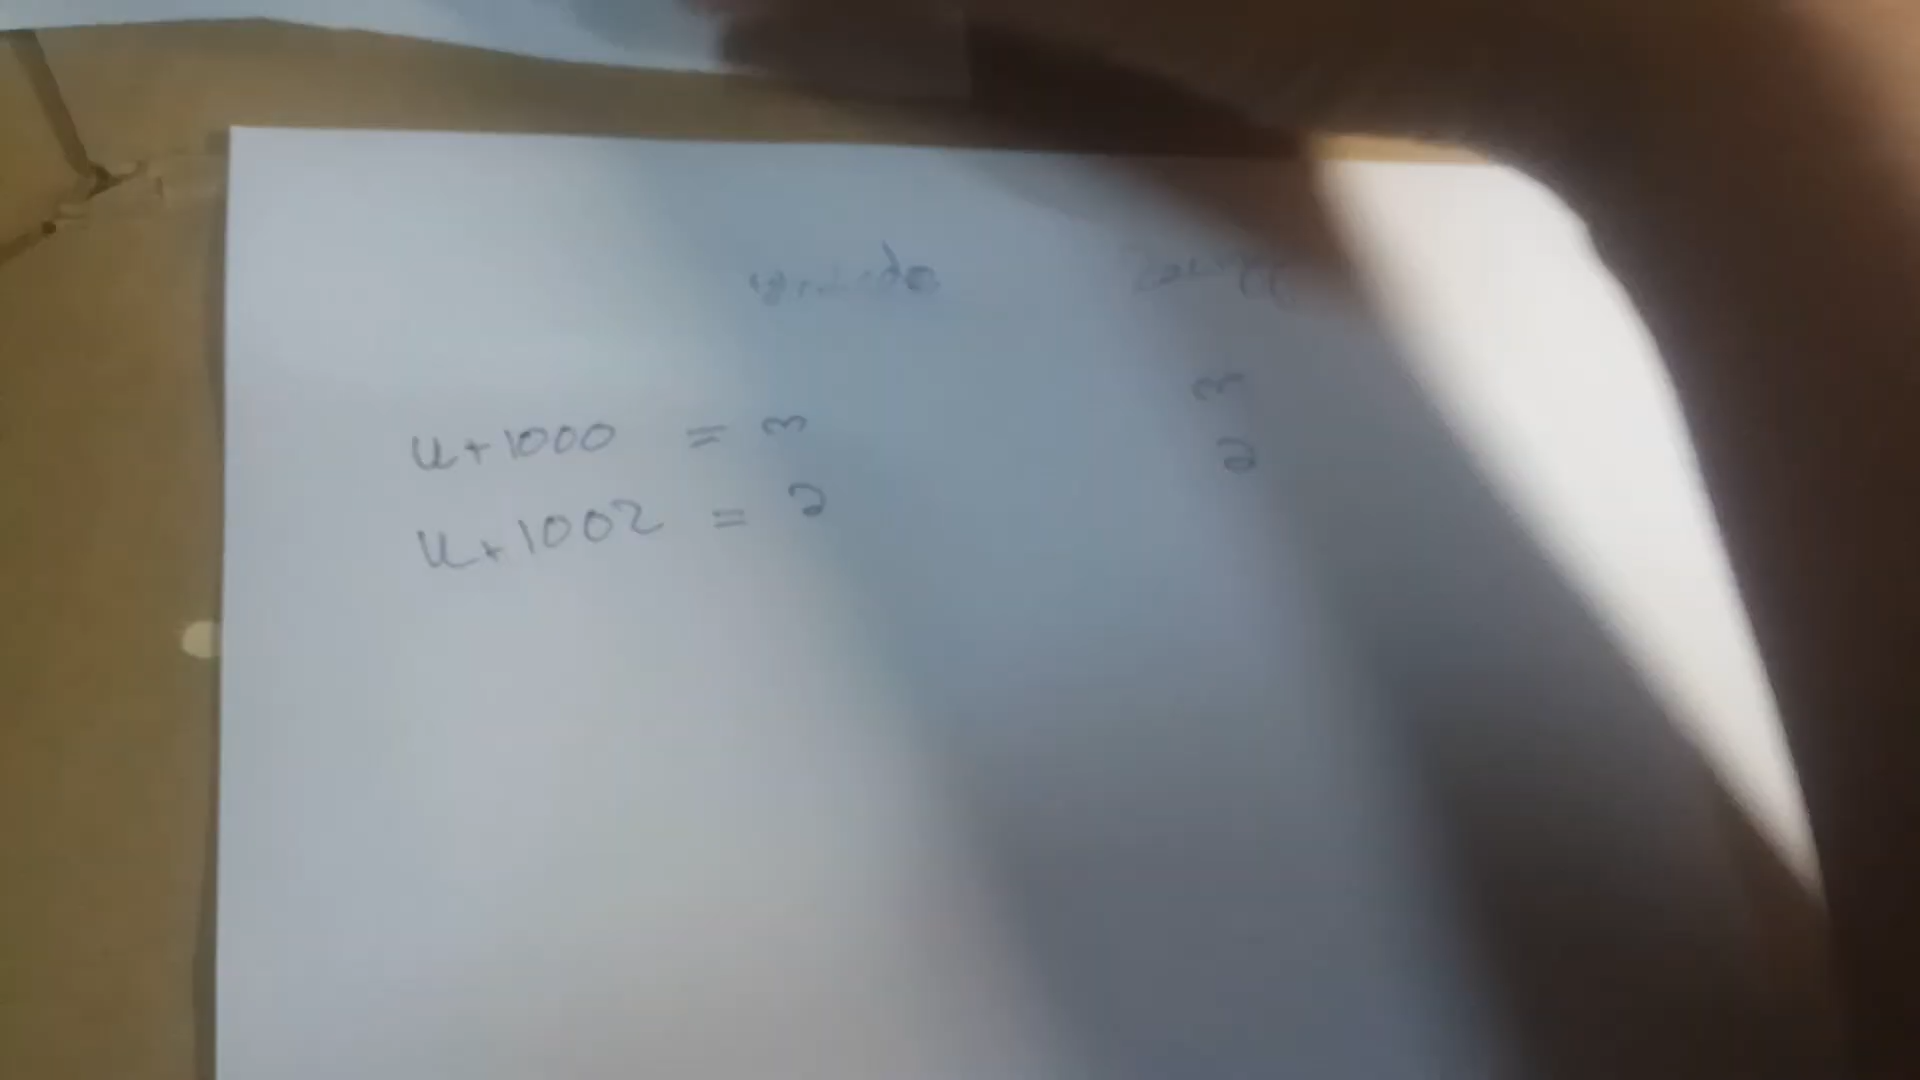 U+1000 = က က
U+1002 = ဂ ဂ